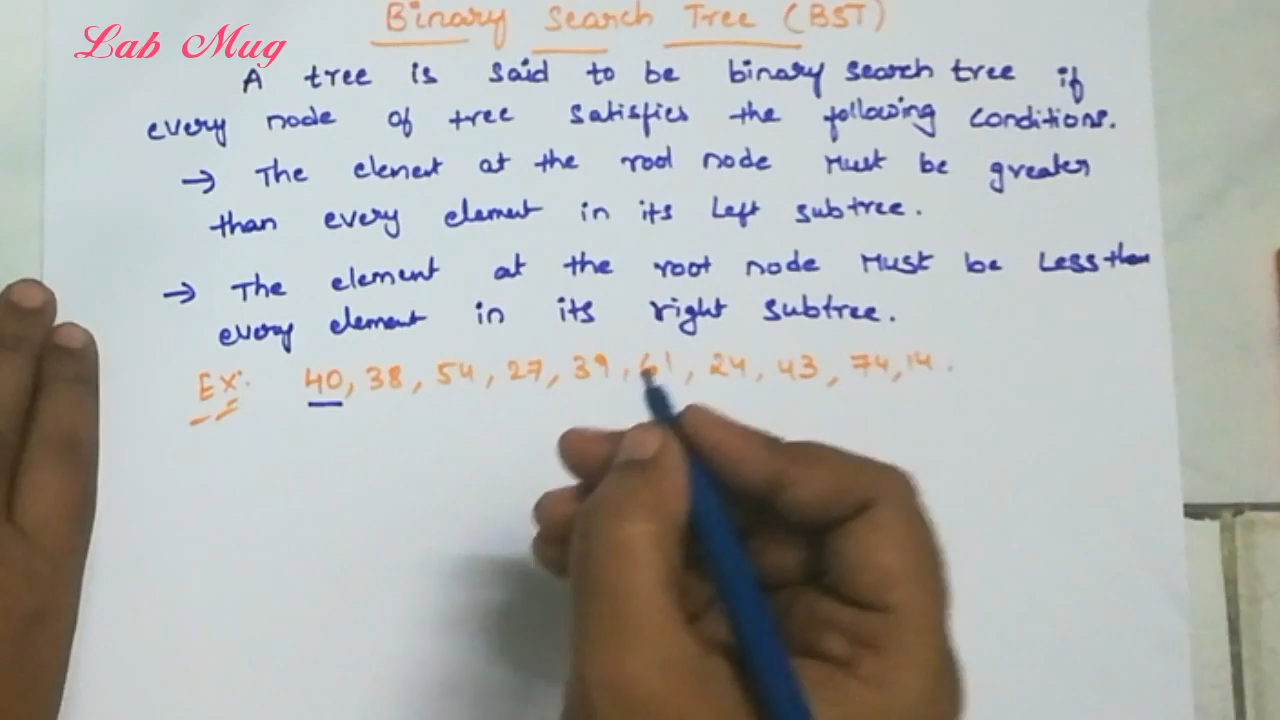 Binary Search Tree (BST)
Lab Mug
A tree is said to be binary search tree if
every node of tree satisfies the following conditions.
→ The element at the root node Must be greater
than every element in its Left subtree.
→ The element at the root node Must be Less than
every element in its right subtree.
Ex: 40, 38, 54, 27, 39, 61, 24, 43, 74, 14.